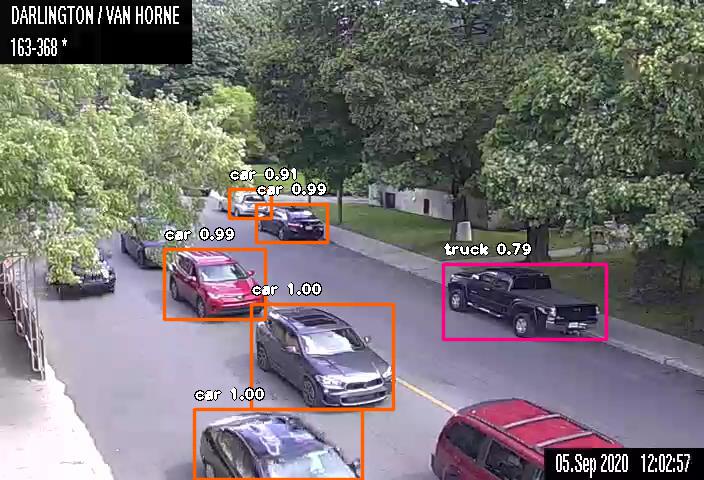 DARLINGTON / VAN HORNE
163-368 *
car 0.91
car 0.99
car 0.99
truck 0.79
car 1.00
car 1.00
05.Sep 2020 12:02:57